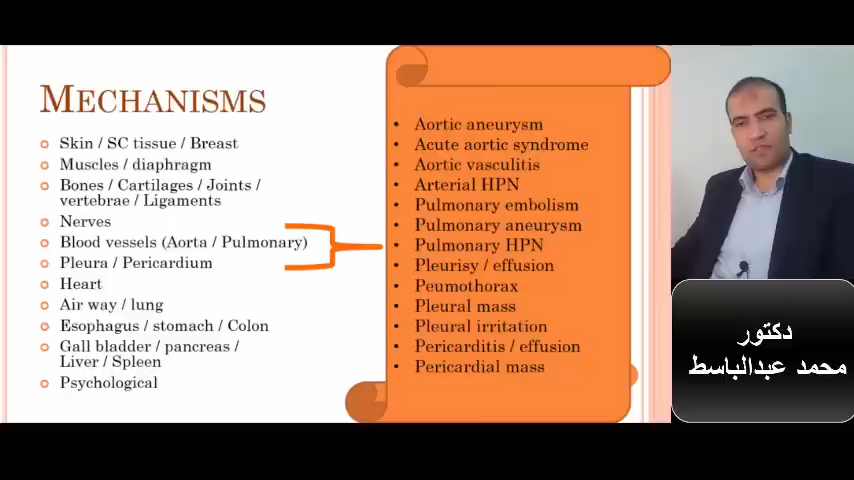 MECHANISMS
Skin / SC tissue / Breast
Muscles / diaphragm
Bones / Cartilages / Joints /
vertebrae / Ligaments
Nerves
Blood vessels (Aorta / Pulmonary)
Pleura / Pericardium
Heart
Air way / lung
Esophagus / stomach / Colon
Gall bladder / pancreas /
Liver / Spleen
Psychological
• Aortic aneurysm
• Acute aortic syndrome
• Aortic vasculitis
• Arterial HPN
• Pulmonary embolism
• Pulmonary aneurysm
• Pulmonary HPN
• Pleurisy / effusion
• Peumothorax
• Pleural mass
• Pleural irritation
• Pericarditis / effusion
• Pericardial mass
دكتور
محمد عبدالباسط